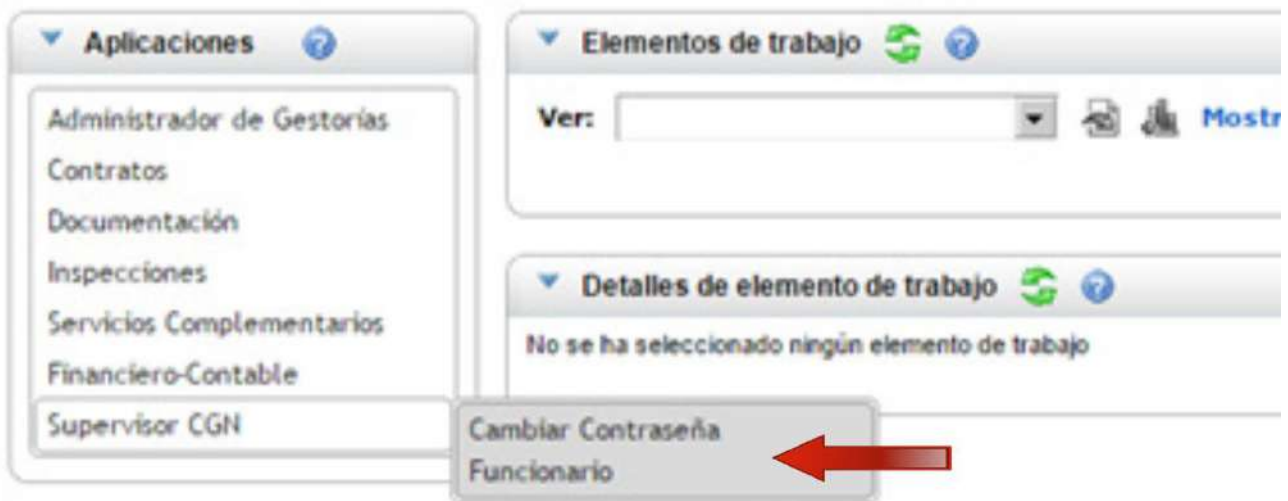 Aplicaciones
Administrador de Gestorías
Contratos
Documentación
Inspecciones
Servicios Complementarios
Financiero-Contable
Supervisor CGN
Cambiar Contraseña
Funcionario
Elementos de trabajo
Ver:
Mostr
Detalles de elemento de trabajo
No se ha seleccionado ningún elemento de trabajo